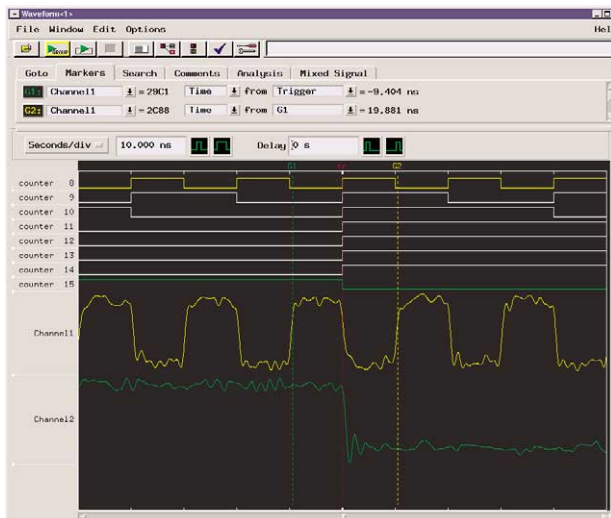 Waveform<1>
File Window Edit Options Hel
GROUP
Goto Markers Search Comments Analysis Mixed Signal
G1: Channel1 = 29C1 Time from Trigger = -9.404 ns
G2: Channel1 = 2C88 Time from G1 = 19.881 ns
Seconds/div 10.000 ns Delay 0 s
G1 G2
counter 8
counter 9
counter 10
counter 11
counter 12
counter 13
counter 14
counter 15
Channel1
Channel2